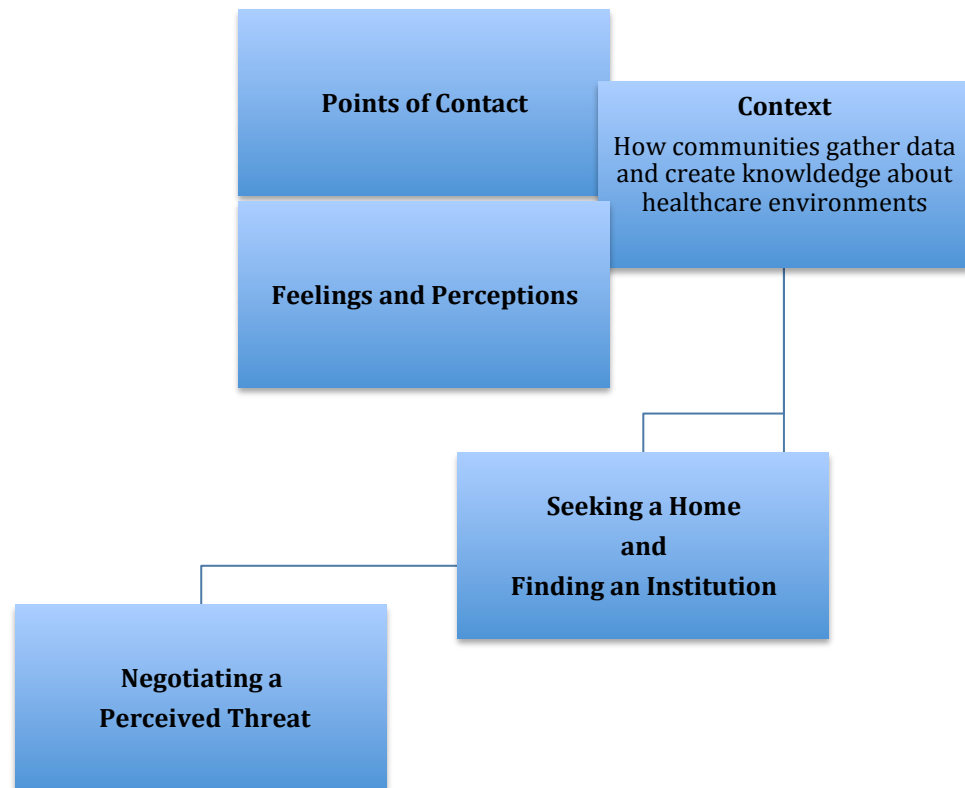 Points of Contact
Context
How communities gather data
and create knowldedge about
healthcare environments
Feelings and Perceptions
Seeking a Home
and
Finding an Institution
Negotiating a
Perceived Threat